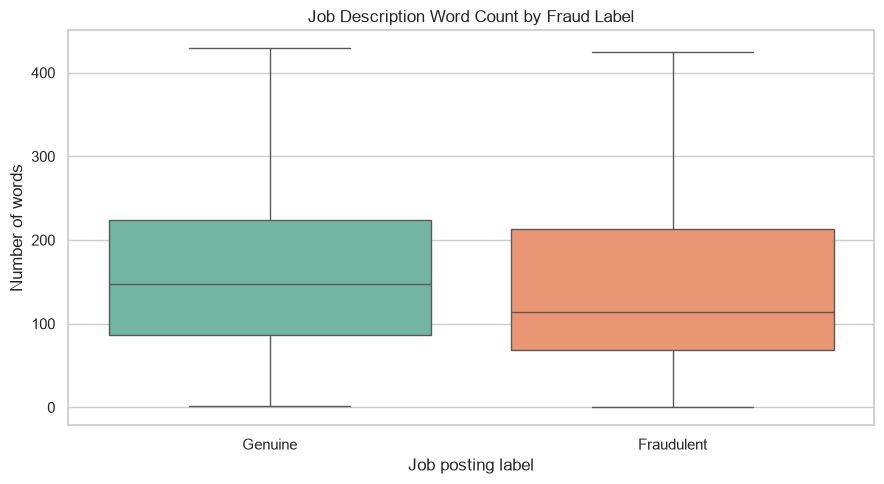 Job Description Word Count by Fraud Label
Number of words
400
300
200
100
0
Genuine
Fraudulent
Job posting label